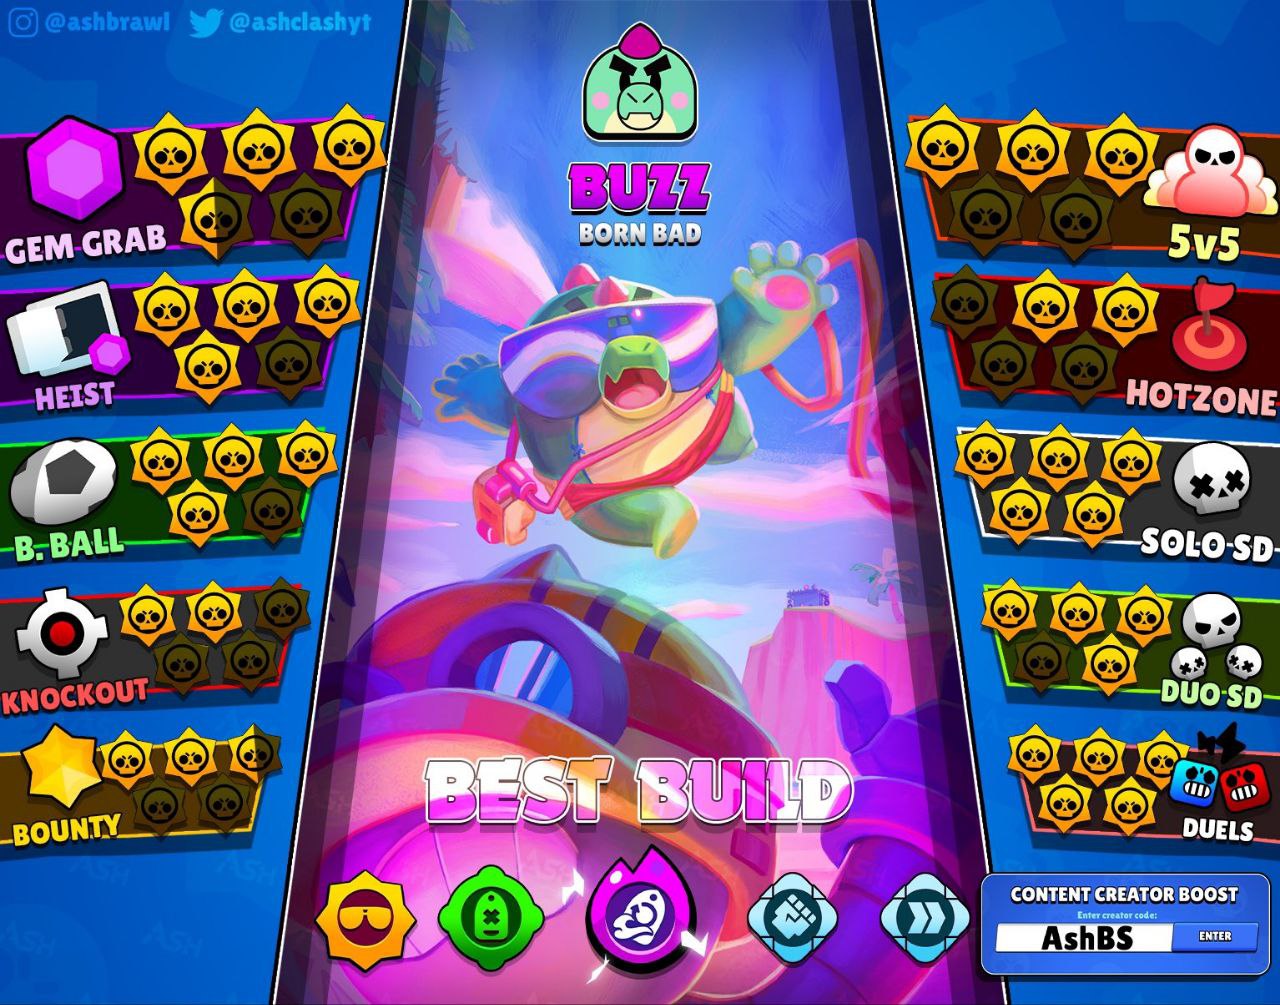 @ashbrawl @ashclashyt
BUZZ
BORN BAD
GEM GRAB
HEIST
B. BALL
KNOCKOUT
BOUNTY
5v5
HOTZONE
SOLO SD
DUO SD
DUELS
BEST BUILD
CONTENT CREATOR BOOST
Enter creator code:
AshBS ENTER
ASH